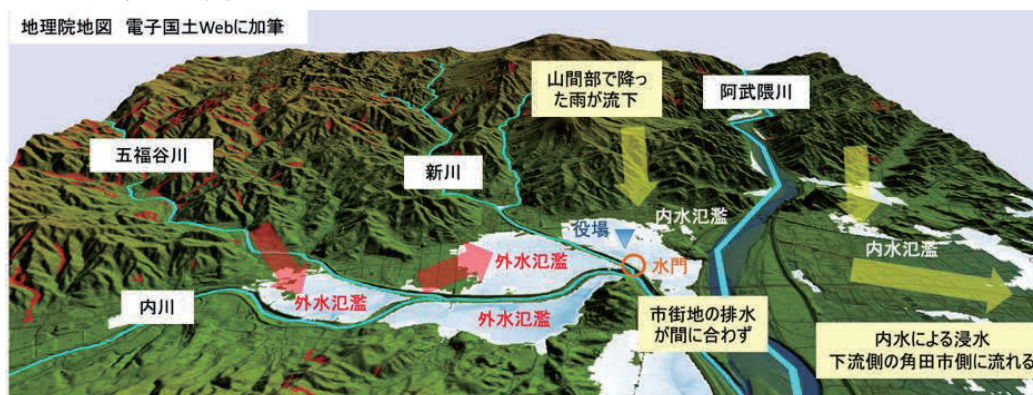 地理院地図 電子国土Webに加筆
山間部で降っ
た雨が流下
阿武隈川
五福谷川
新川
役場
内水氾濫
内水氾濫
外水氾濫
水門
外水氾濫
内川
外水氾濫
市街地の排水
が間に合わず
内水による浸水
下流側の角田市側に流れる